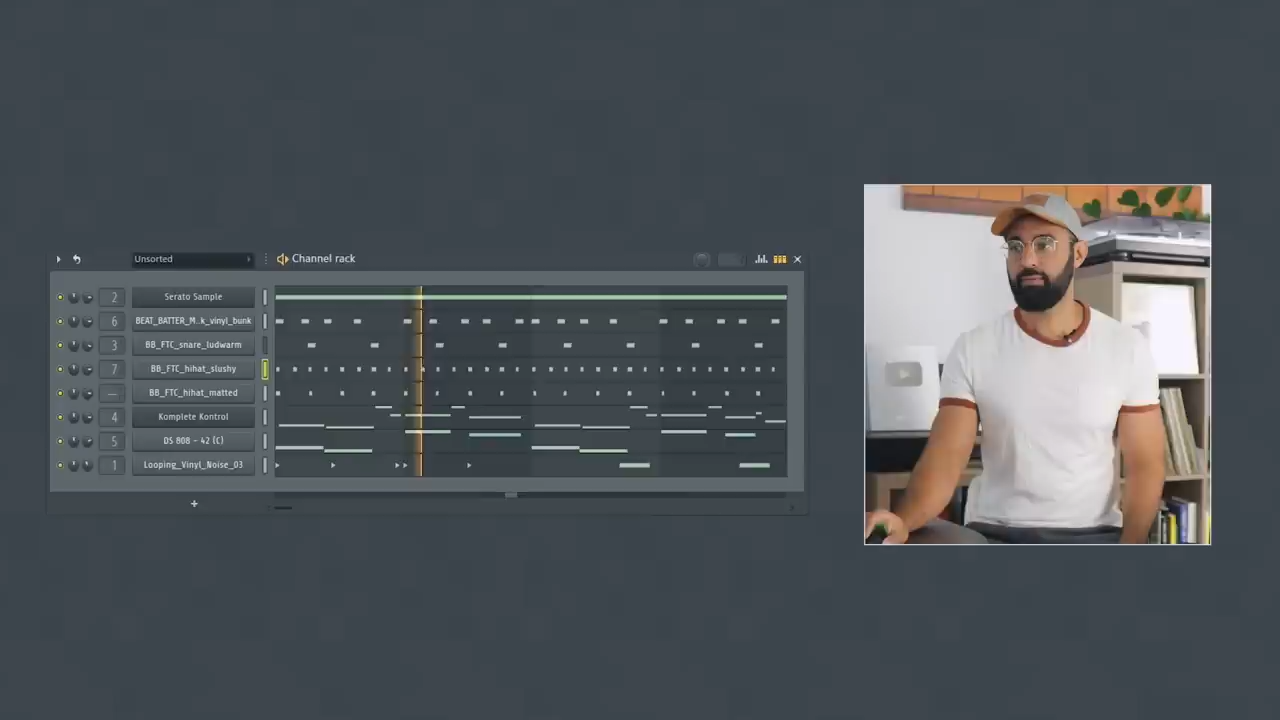 Unsorted
Channel rack
2 Serato Sample
6 BEAT_BATTER_M..k_vinyl_bunk
3 BB_FTC_snare_ludwarm
7 BB_FTC_hihat_slushy
--- BB_FTC_hihat_matted
4 Komplete Kontrol
5 DS 808 - 42 (C)
1 Looping_Vinyl_Noise_03
+